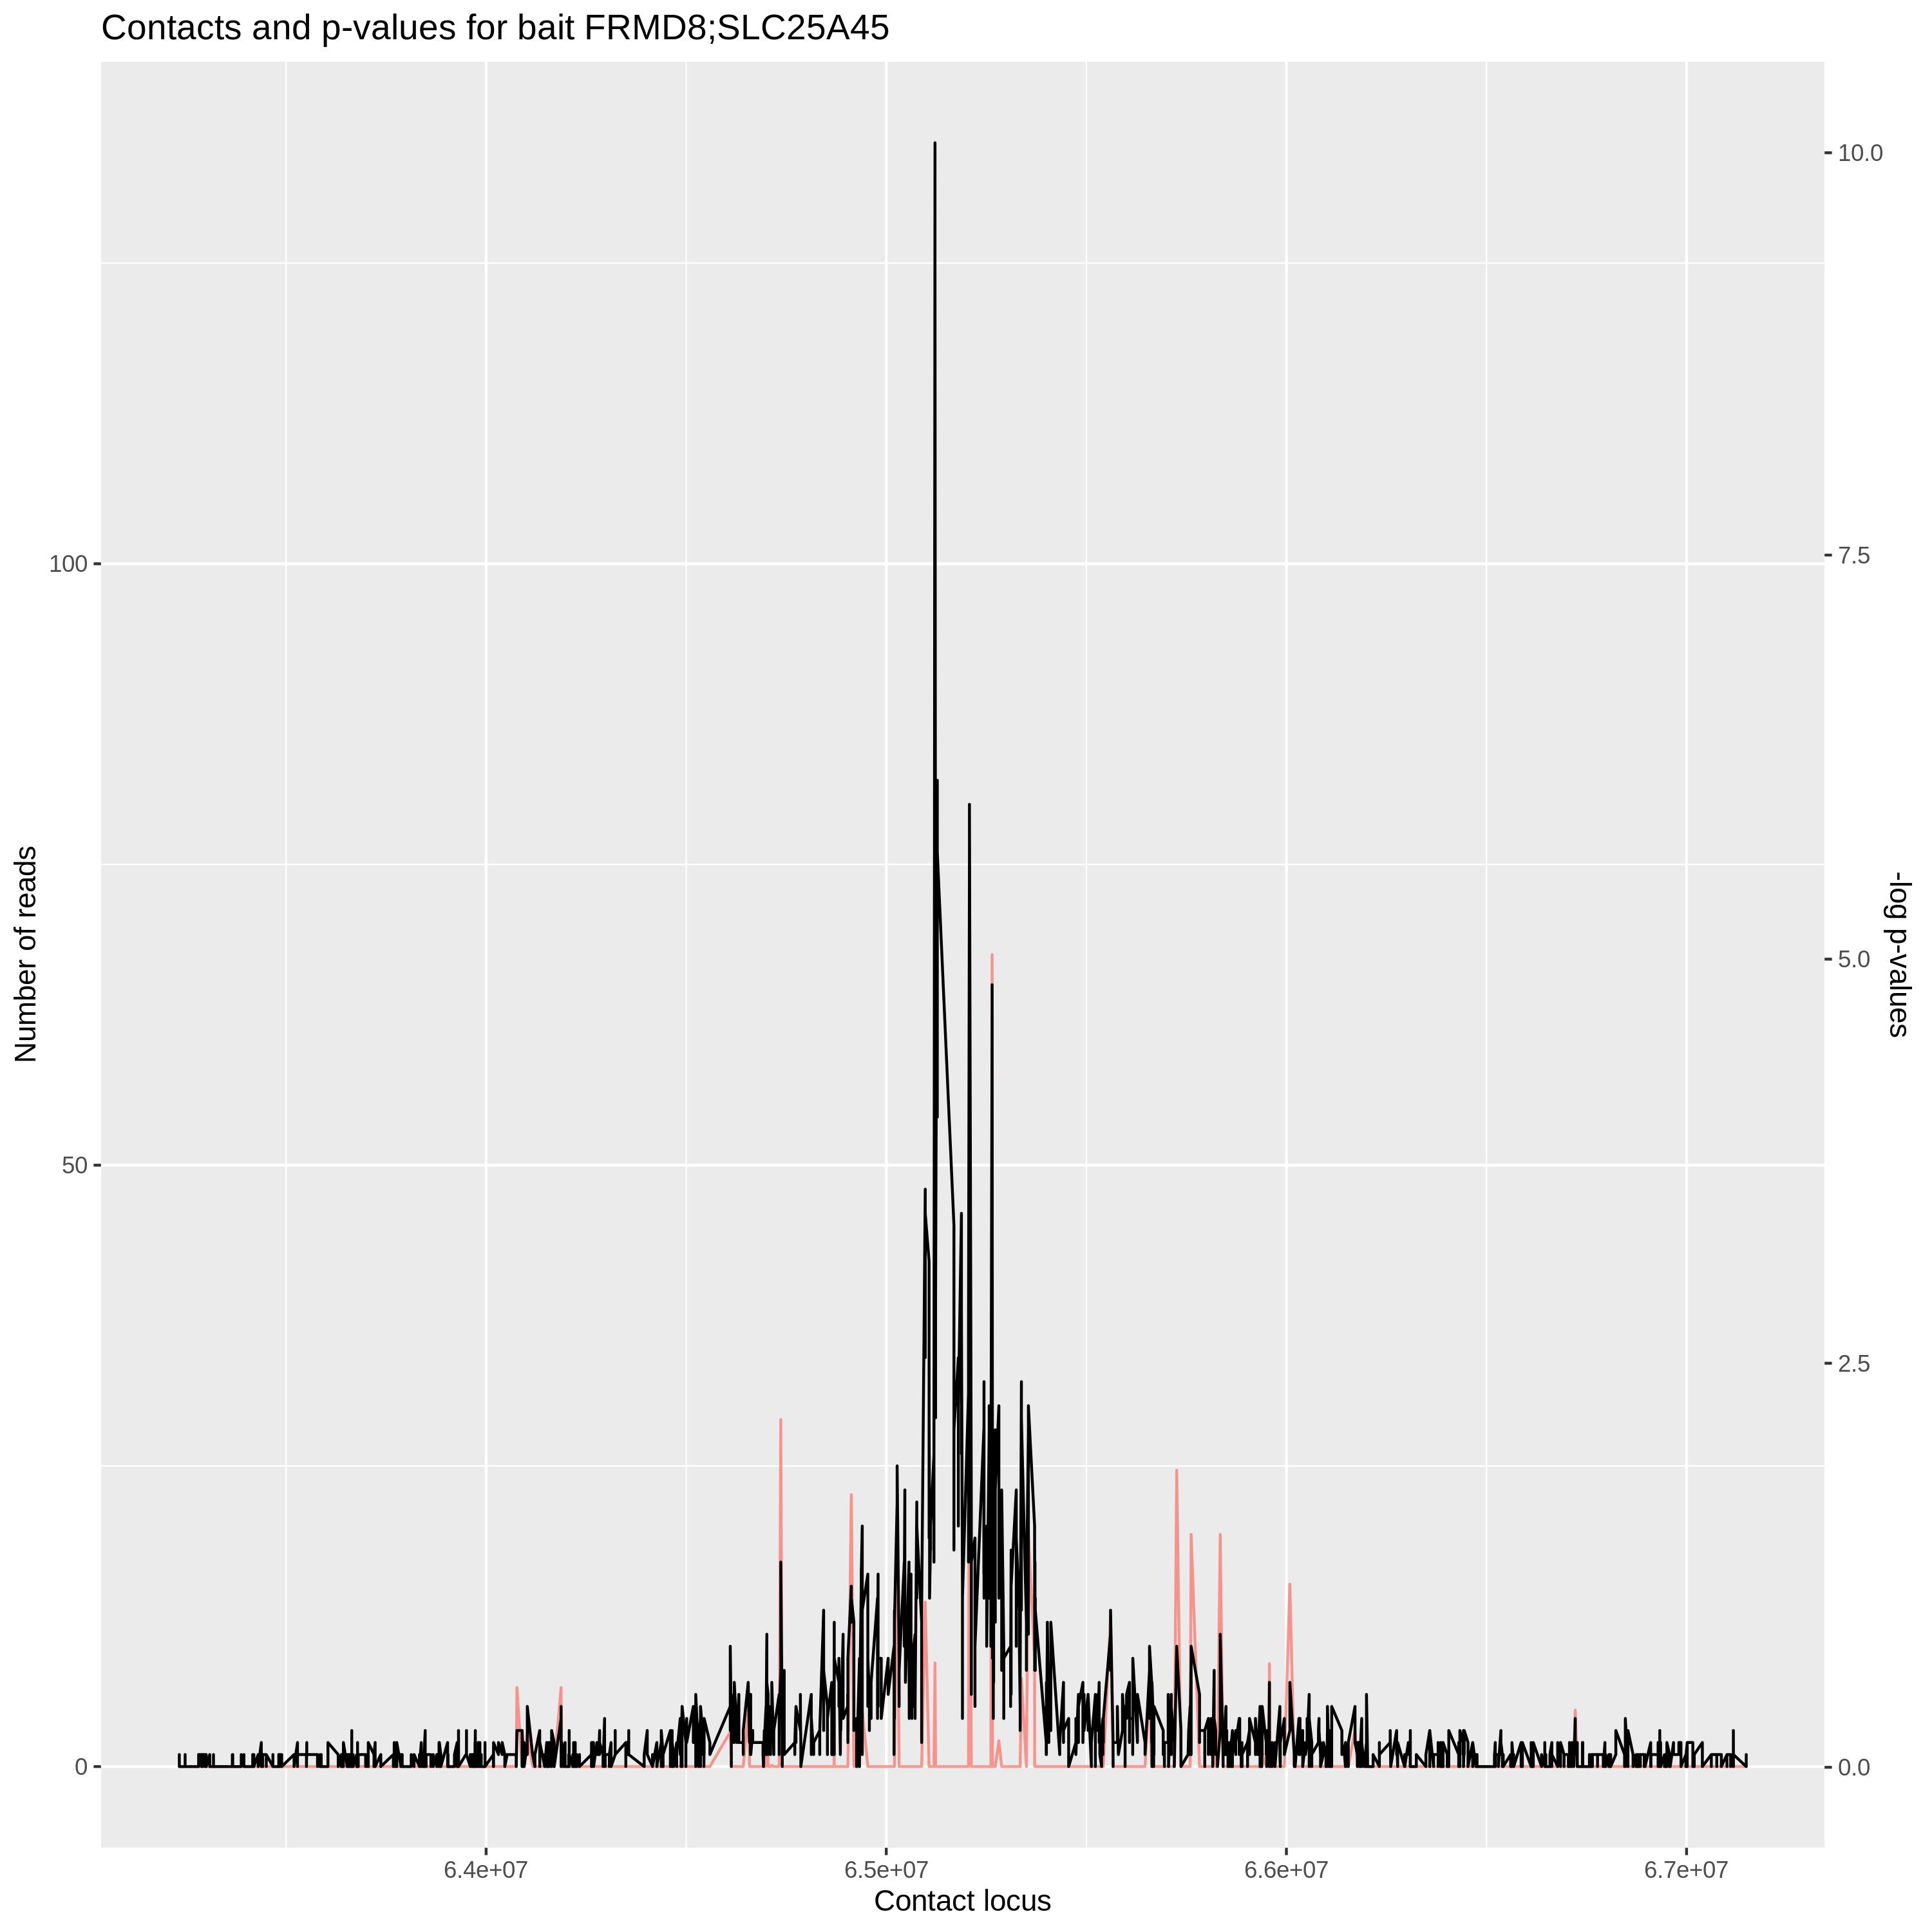 Contacts and p-values for bait FRMD8;SLC25A45
Number of reads
100
50
0
10.0
7.5
5.0
2.5
0.0
-log p-values
6.4e+07
6.5e+07
6.6e+07
6.7e+07
Contact locus